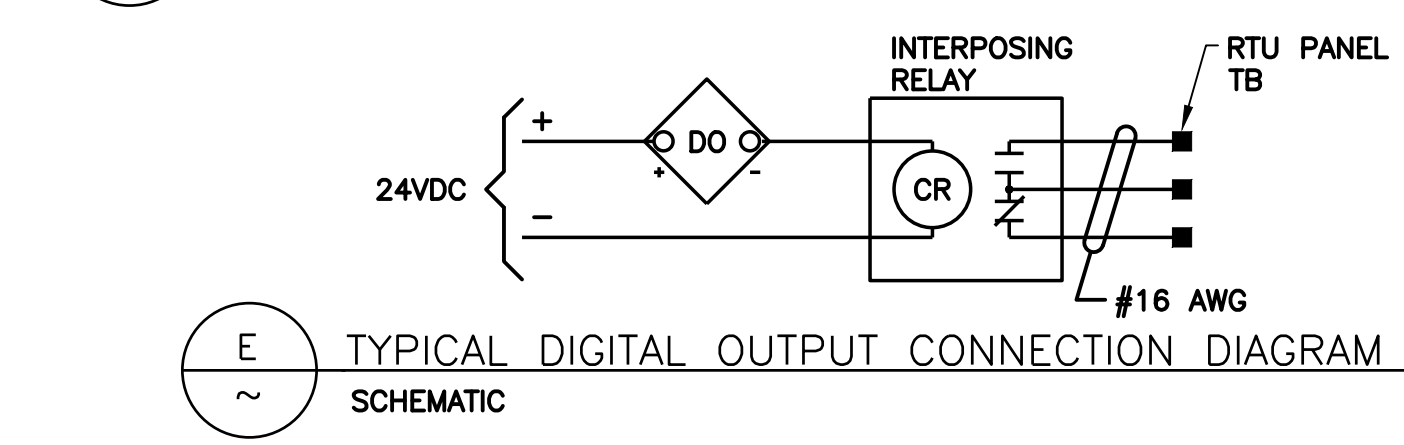 INTERPOSING
RELAY
RTU PANEL
TB
24VDC
+
DO
+ -
CR
-
#16 AWG
E
~
TYPICAL DIGITAL OUTPUT CONNECTION DIAGRAM
SCHEMATIC